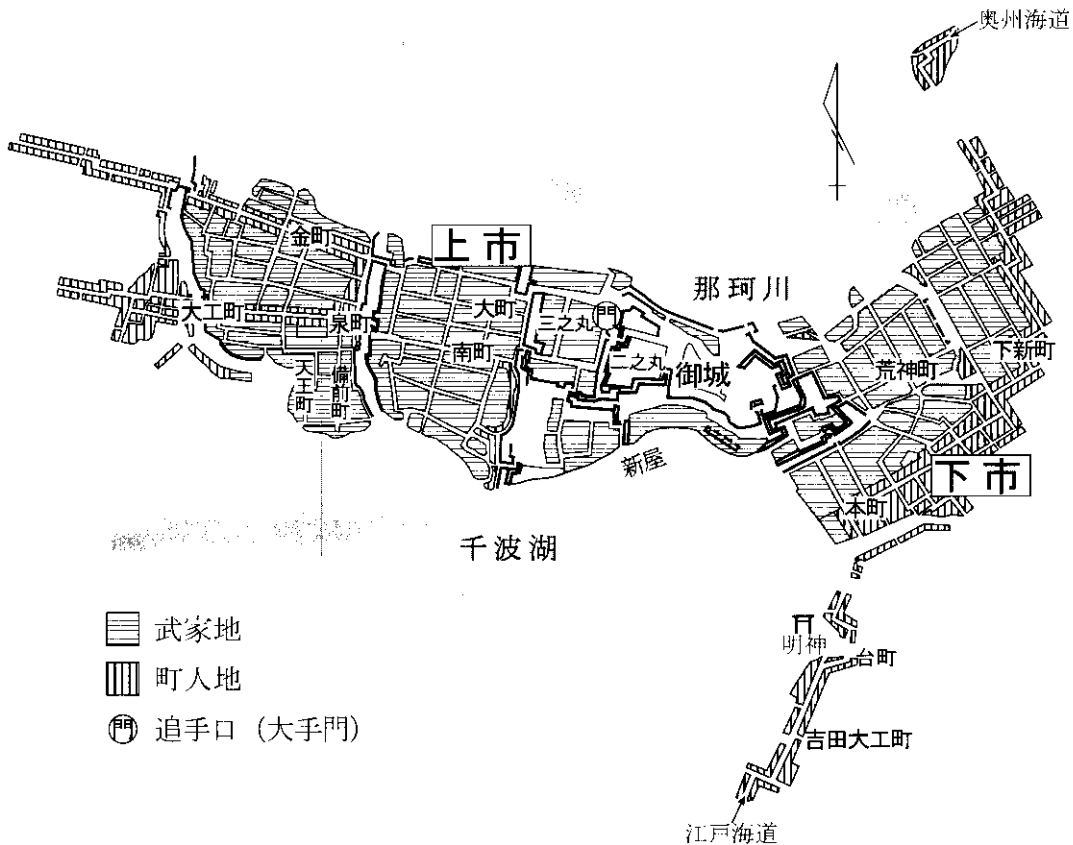 奥州海道
上市
金町
那珂川
大工町
泉町
大町
三之丸
門
南町
二之丸
御城
下新町
荒神町
天王町
備前町
新屋
下市
本町
千波湖
武家地
町人地
門 追手口（大手門）
明神
台町
吉田大工町
江戸海道